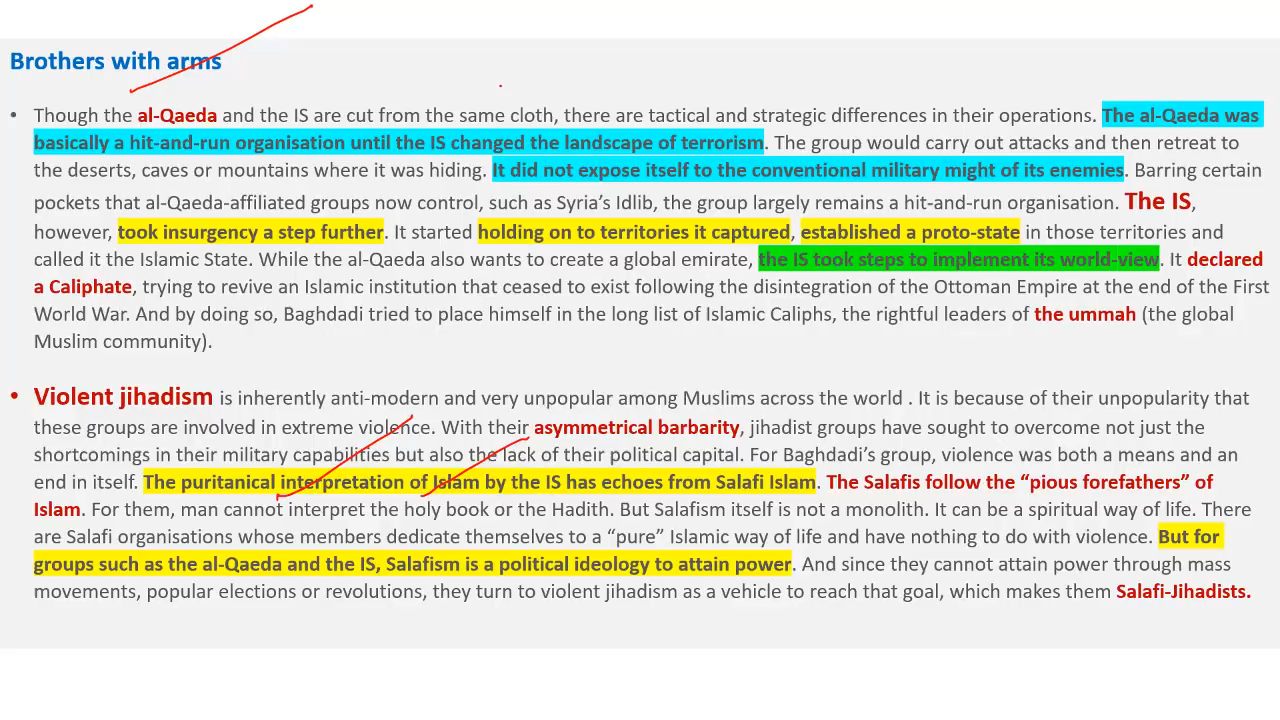 Brothers with arms
• Though the al-Qaeda and the IS are cut from the same cloth, there are tactical and strategic differences in their operations. The al-Qaeda was
basically a hit-and-run organisation until the IS changed the landscape of terrorism. The group would carry out attacks and then retreat to
the deserts, caves or mountains where it was hiding. It did not expose itself to the conventional military might of its enemies. Barring certain
pockets that al-Qaeda-affiliated groups now control, such as Syria’s Idlib, the group largely remains a hit-and-run organisation. The IS,
however, took insurgency a step further. It started holding on to territories it captured, established a proto-state in those territories and
called it the Islamic State. While the al-Qaeda also wants to create a global emirate, the IS took steps to implement its world-view. It declared
a Caliphate, trying to revive an Islamic institution that ceased to exist following the disintegration of the Ottoman Empire at the end of the First
World War. And by doing so, Baghdadi tried to place himself in the long list of Islamic Caliphs, the rightful leaders of the ummah (the global
Muslim community).
• Violent jihadism is inherently anti-modern and very unpopular among Muslims across the world . It is because of their unpopularity that
these groups are involved in extreme violence. With their asymmetrical barbarity, jihadist groups have sought to overcome not just the
shortcomings in their military capabilities but also the lack of their political capital. For Baghdadi’s group, violence was both a means and an
end in itself. The puritanical interpretation of Islam by the IS has echoes from Salafi Islam. The Salafis follow the “pious forefathers” of
Islam. For them, man cannot interpret the holy book or the Hadith. But Salafism itself is not a monolith. It can be a spiritual way of life. There
are Salafi organisations whose members dedicate themselves to a “pure” Islamic way of life and have nothing to do with violence. But for
groups such as the al-Qaeda and the IS, Salafism is a political ideology to attain power. And since they cannot attain power through mass
movements, popular elections or revolutions, they turn to violent jihadism as a vehicle to reach that goal, which makes them Salafi-Jihadists.